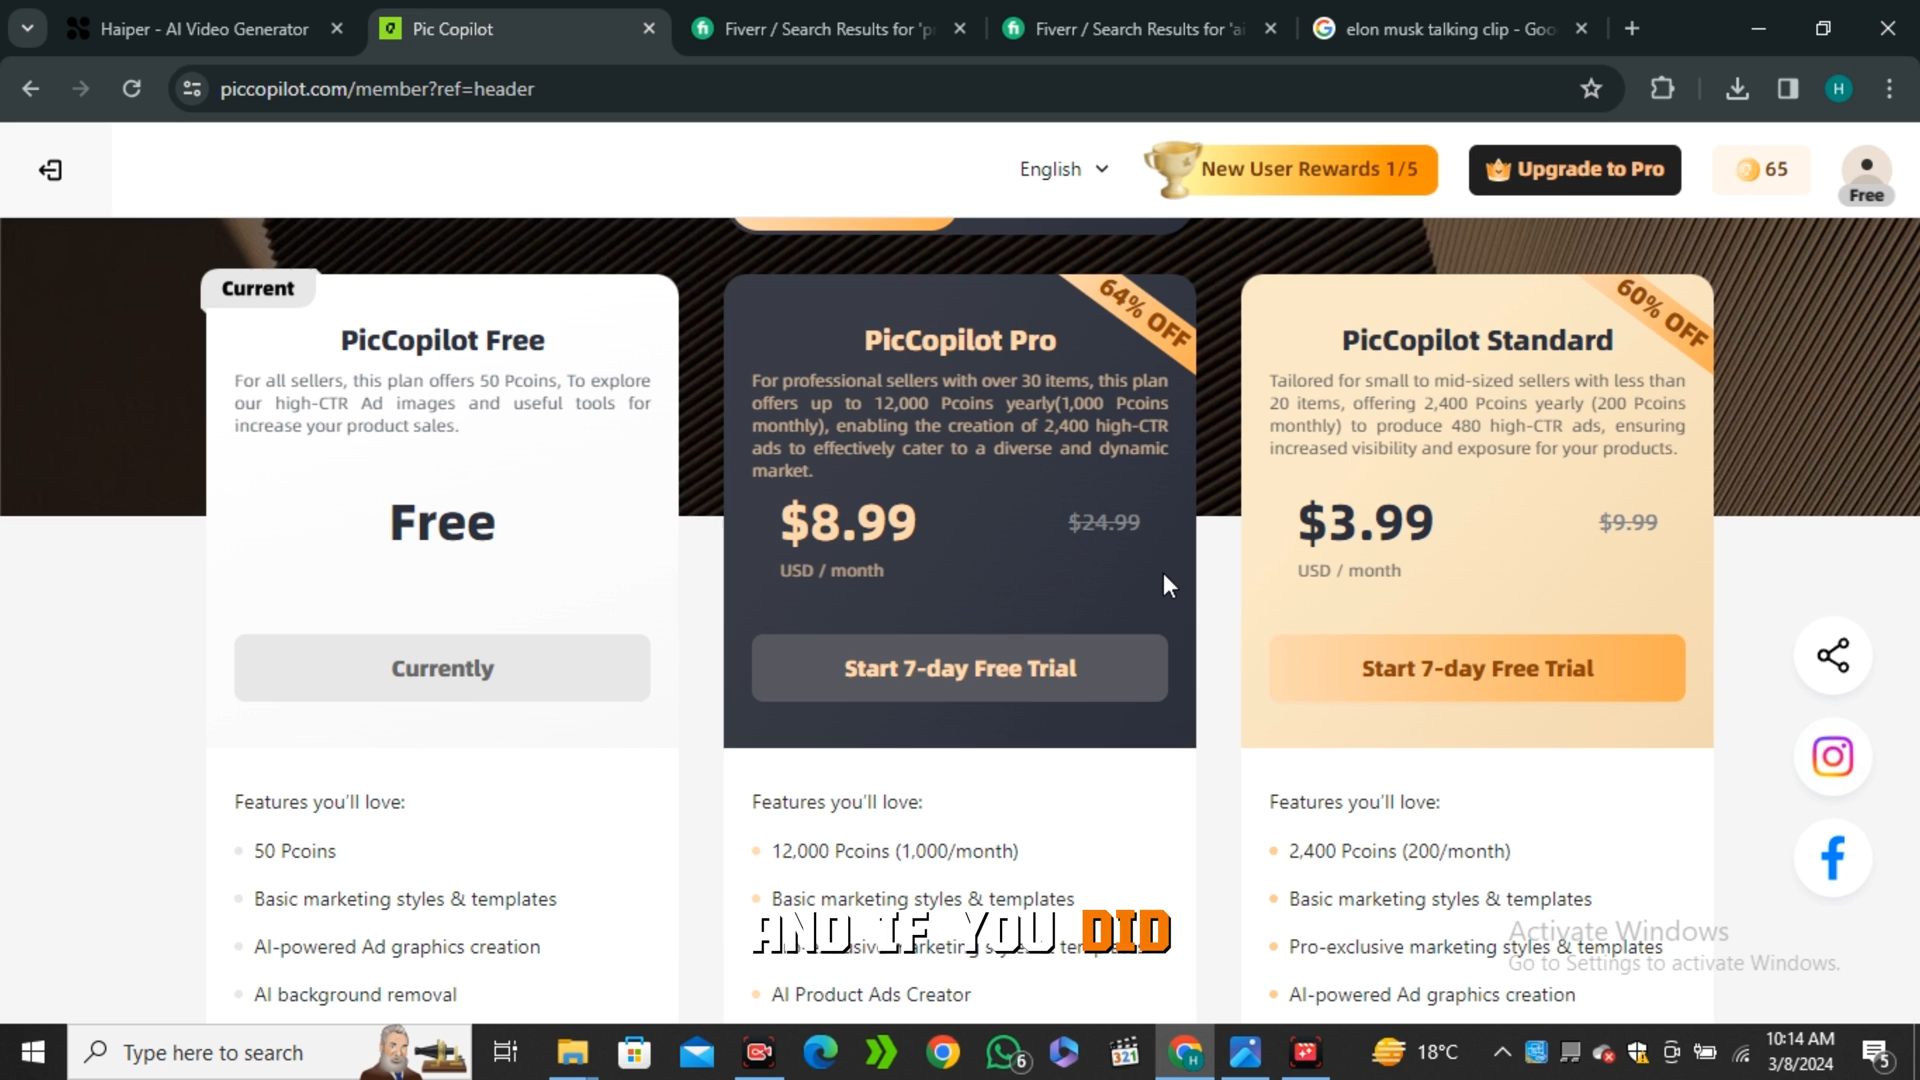 Haiper - AI Video Generator
Pic Copilot
Fiverr / Search Results for 'p
Fiverr / Search Results for 'ai
elon musk talking clip - Goo
piccopilot.com/member?ref=header
H
English
New User Rewards 1/5
Upgrade to Pro
65
Free
Current
PicCopilot Free
For all sellers, this plan offers 50 Pcoins, To explore
our high-CTR Ad images and useful tools for
increase your product sales.
Free
Currently
Features you'll love:
50 Pcoins
Basic marketing styles & templates
AI-powered Ad graphics creation
AI background removal
64% OFF
PicCopilot Pro
For professional sellers with over 30 items, this plan
offers up to 12,000 Pcoins yearly(1,000 Pcoins
monthly), enabling the creation of 2,400 high-CTR
ads to effectively cater to a diverse and dynamic
market.
$8.99
$24.99
USD / month
Start 7-day Free Trial
Features you'll love:
12,000 Pcoins (1,000/month)
Basic marketing styles & templates
AI Product Ads Creator
60% OFF
PicCopilot Standard
Tailored for small to mid-sized sellers with less than
20 items, offering 2,400 Pcoins yearly (200 Pcoins
monthly) to produce 480 high-CTR ads, ensuring
increased visibility and exposure for your products.
$3.99
$9.99
USD / month
Start 7-day Free Trial
Features you'll love:
2,400 Pcoins (200/month)
Basic marketing styles & templates
Pro-exclusive marketing styles & templates
AI-powered Ad graphics creation
AND IF YOU DID
Activate Windows
Go to Settings to activate Windows.
Type here to search
6
321
H
18°C
10:14 AM
3/8/2024
5